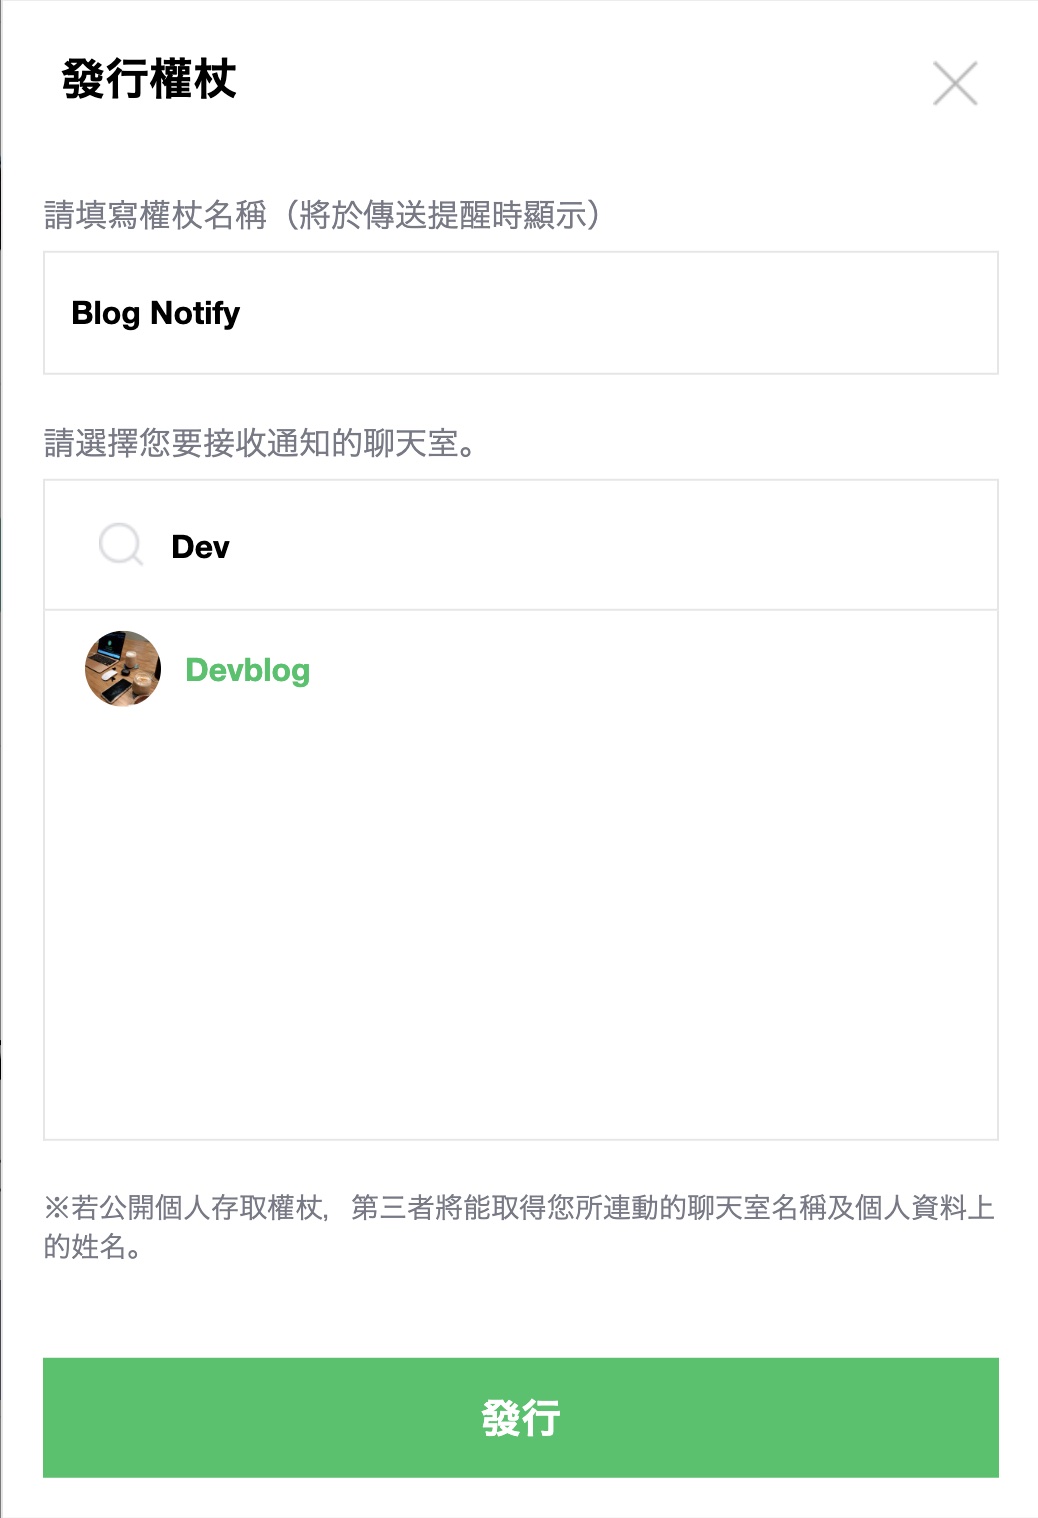 發行權杖
請填寫權杖名稱（將於傳送提醒時顯示）
Blog Notify
請選擇您要接收通知的聊天室。
Dev
Devblog
※若公開個人存取權杖，第三者將能取得您所連動的聊天室名稱及個人資料上
的姓名。
發行